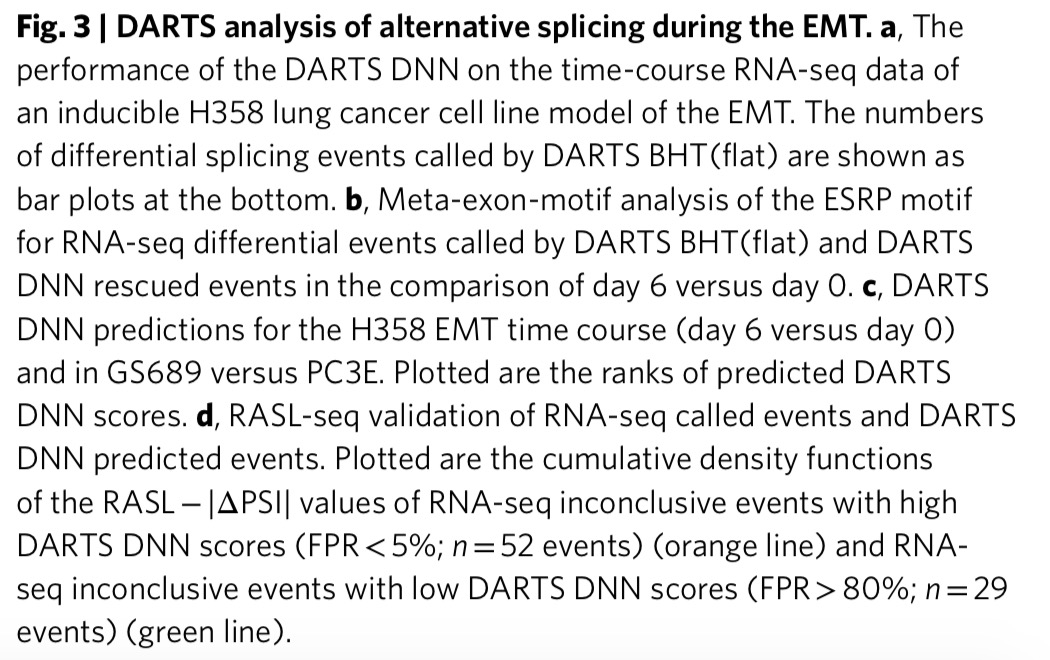 Fig. 3 | DARTS analysis of alternative splicing during the EMT. a, The
performance of the DARTS DNN on the time-course RNA-seq data of
an inducible H358 lung cancer cell line model of the EMT. The numbers
of differential splicing events called by DARTS BHT(flat) are shown as
bar plots at the bottom. b, Meta-exon-motif analysis of the ESRP motif
for RNA-seq differential events called by DARTS BHT(flat) and DARTS
DNN rescued events in the comparison of day 6 versus day 0. c, DARTS
DNN predictions for the H358 EMT time course (day 6 versus day 0)
and in GS689 versus PC3E. Plotted are the ranks of predicted DARTS
DNN scores. d, RASL-seq validation of RNA-seq called events and DARTS
DNN predicted events. Plotted are the cumulative density functions
of the RASL – |ΔPSI| values of RNA-seq inconclusive events with high
DARTS DNN scores (FPR < 5%; n = 52 events) (orange line) and RNA-
seq inconclusive events with low DARTS DNN scores (FPR > 80%; n = 29
events) (green line).